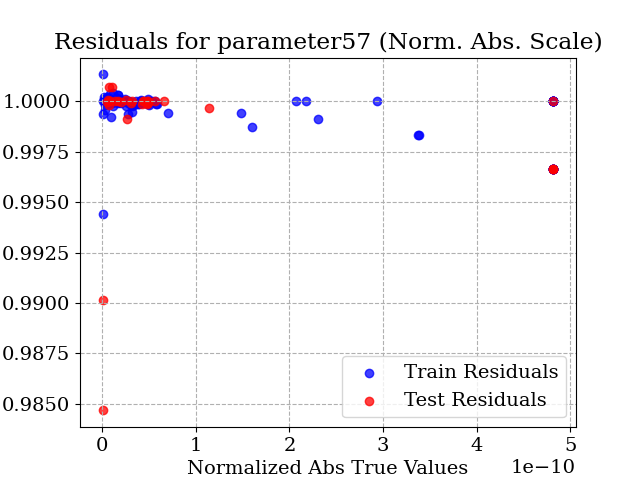 Residuals for parameter57 (Norm. Abs. Scale)
1.0000
0.9975
0.9950
0.9925
0.9900
0.9875
0.9850
Train Residuals
Test Residuals
0 1 2 3 4 5
1e−10
Normalized Abs True Values